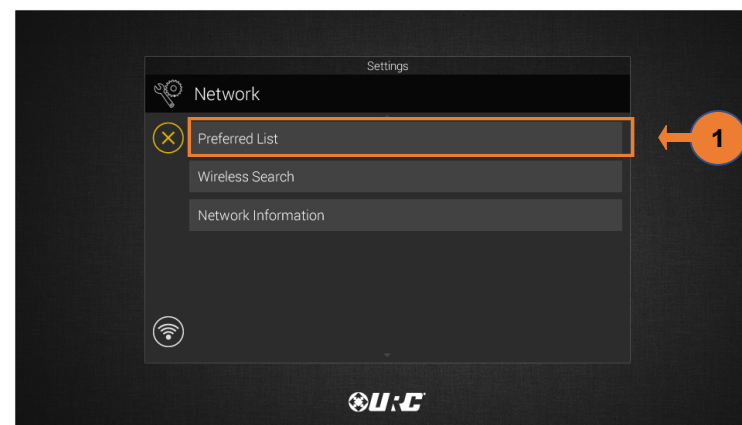 Settings
Network
Preferred List
1
Wireless Search
Network Information
URC